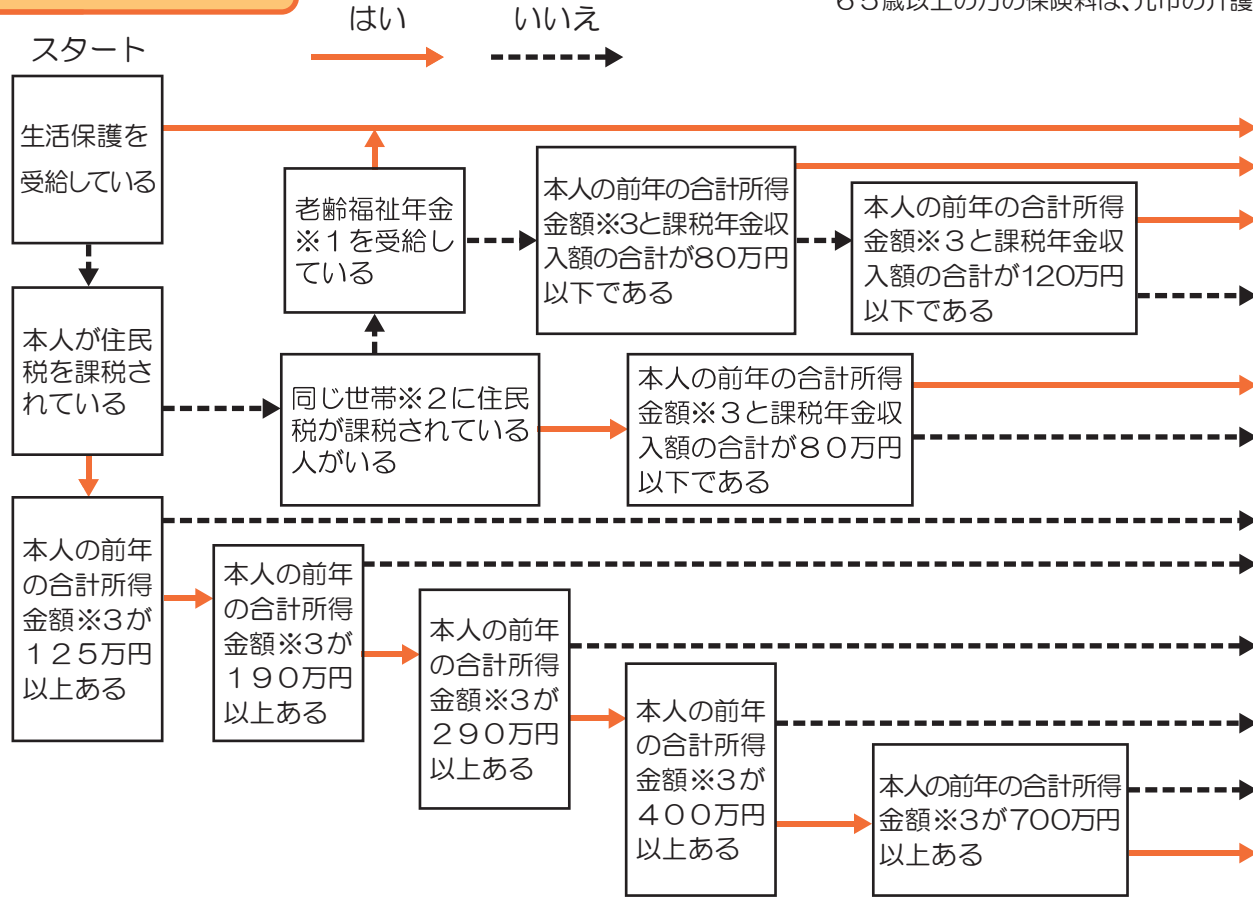 はい
いいえ
６５歳以上の方の保険料は、
スタート
生活保護を
受給している
老齢福祉年金
※１を受給し
ている
本人の前年の合計所得
金額※3と課税年金収
入額の合計が80万円
以下である
本人の前年の合計所得
金額※３と課税年金収
入額の合計が120万円
以下である
本人が住民
税を課税さ
れている
同じ世帯※２に住民
税が課税されている
人がいる
本人の前年の合計所得
金額※３と課税年金収
入額の合計が８０万円
以下である
本人の前年
の合計所得
金額※3が
１２５万円
以上ある
本人の前年
の合計所得
金額※3が
１９０万円
以上ある
本人の前年
の合計所得
金額※3が
２９０万円
以上ある
本人の前年
の合計所得
金額※3が
４００万円
以上ある
本人の前年の合計所得
金額※3が700万円
以上ある